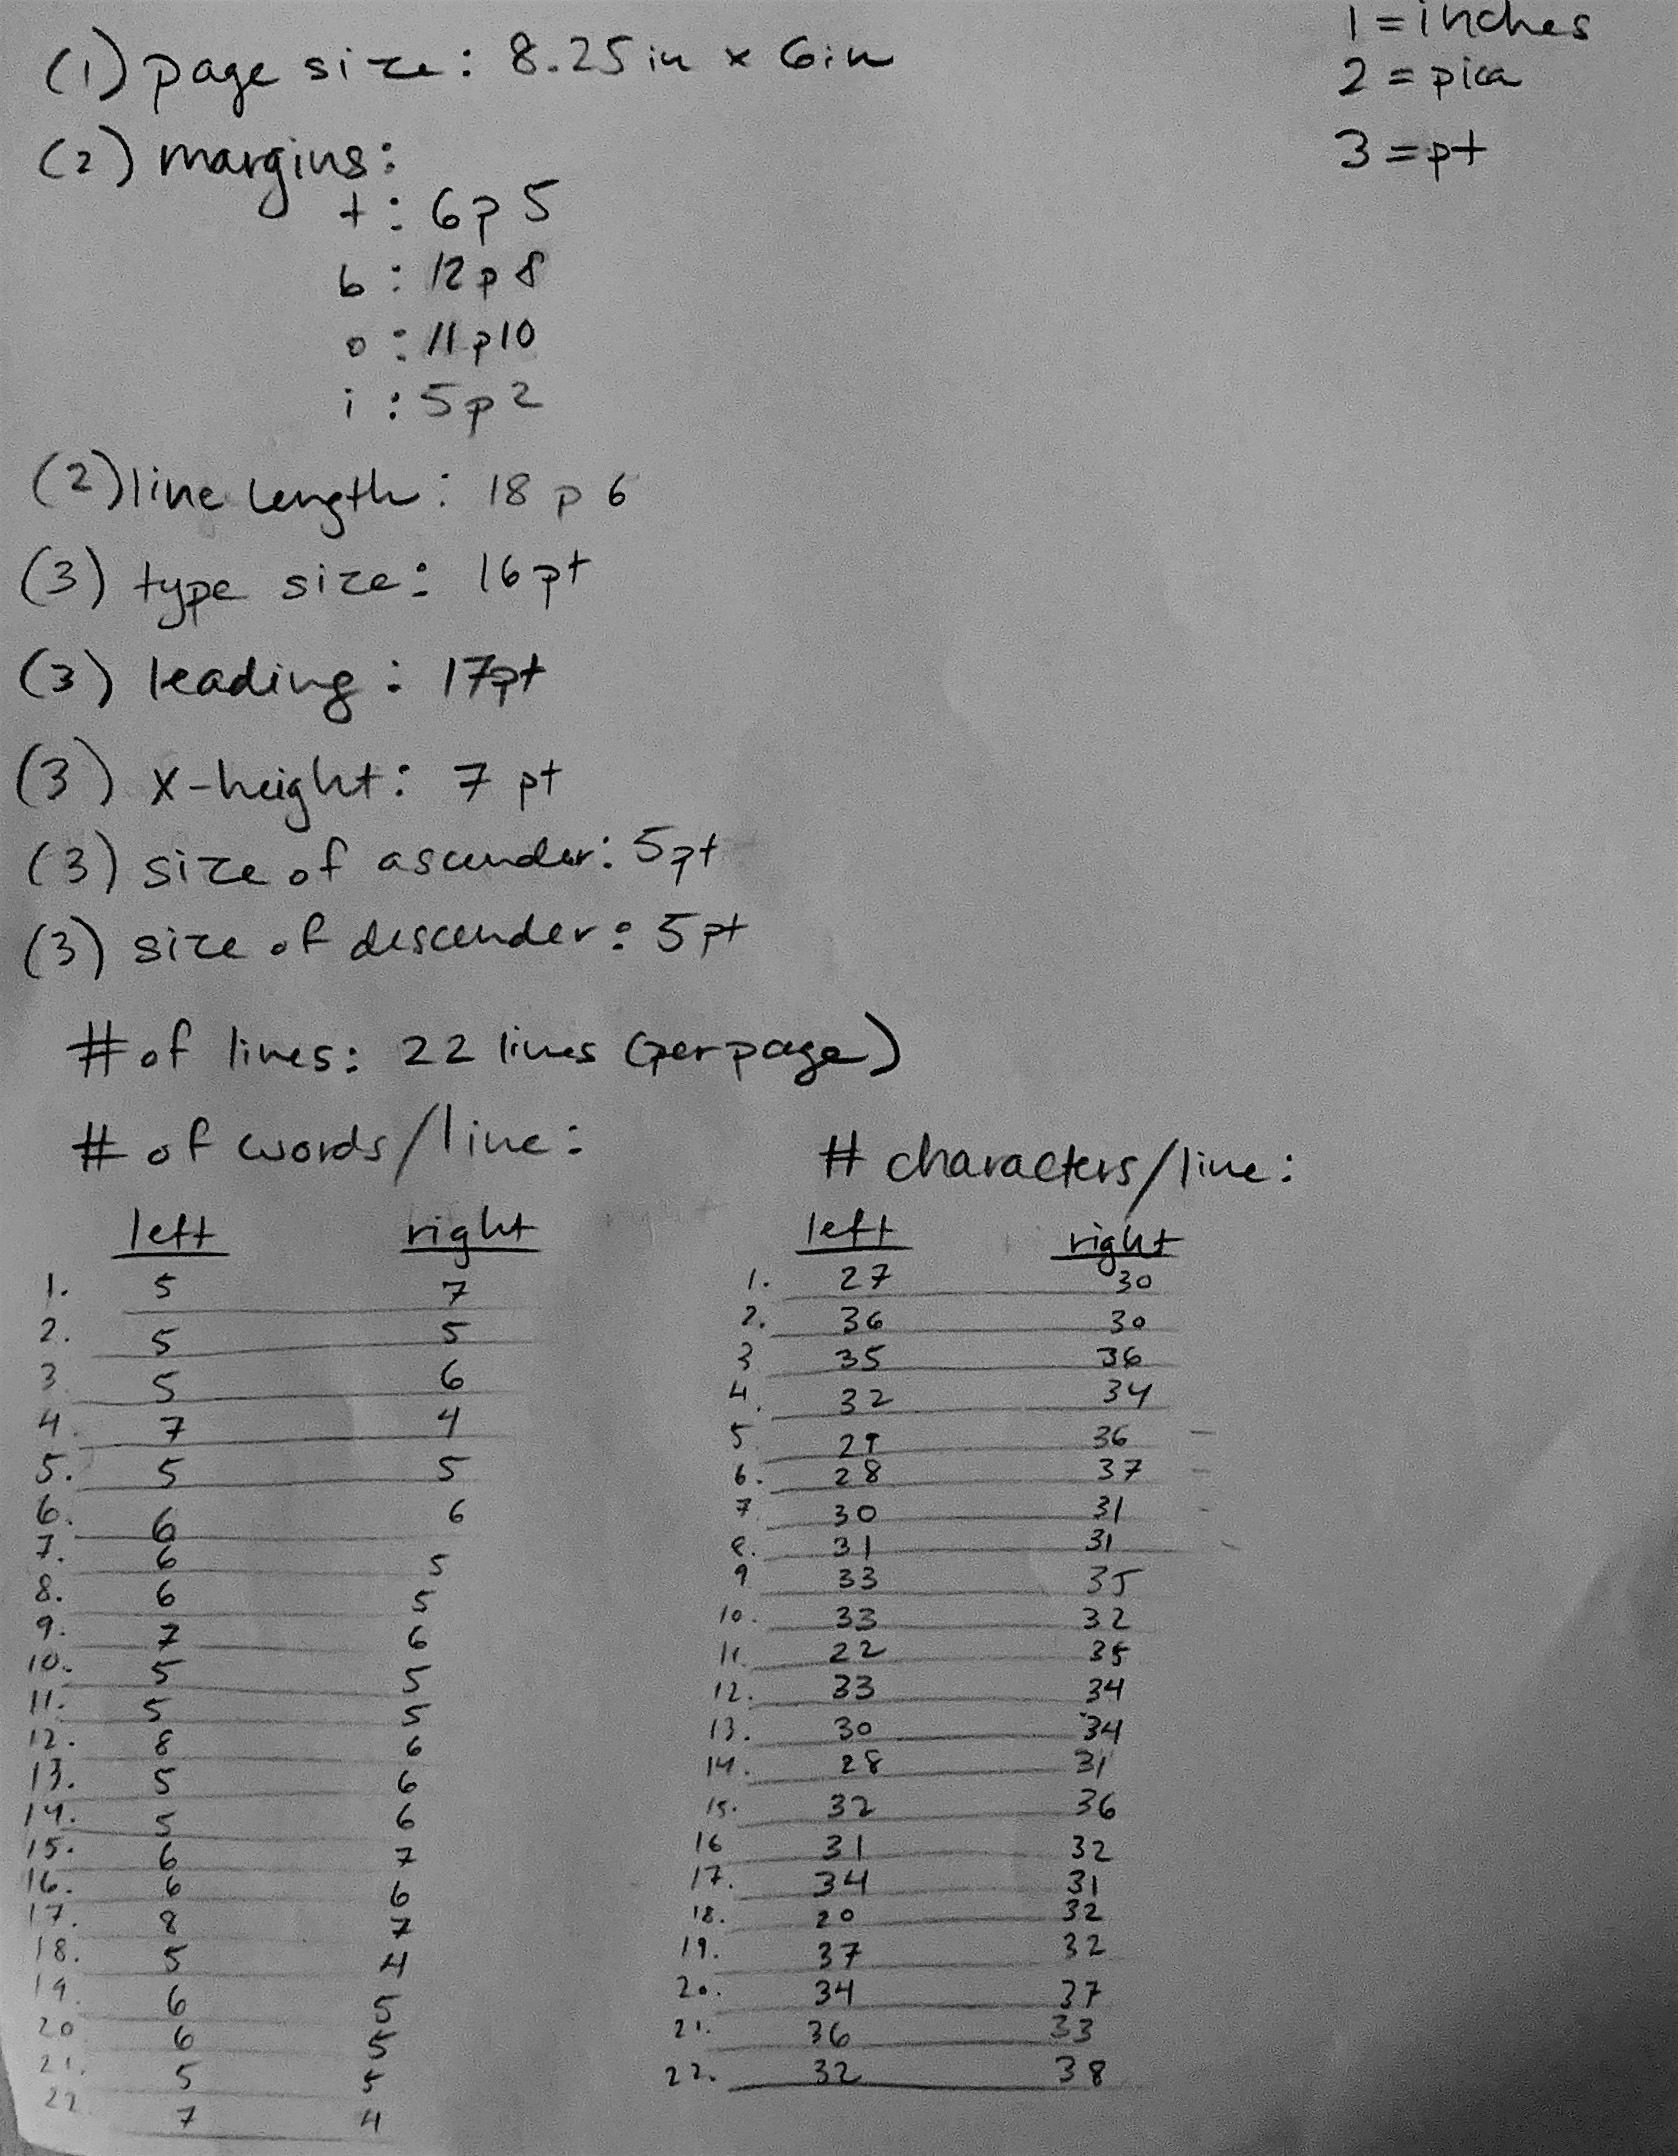 1 = inches
(1) page size: 8.25in x 6in
2 = pica
(2) margins:
3 = pt
t: 6p5
b: 12p8
o: 11p10
i: 5p2
(2) line length: 18p6
(3) type size: 16pt
(3) leading: 17pt
(3) x-height: 7 pt
(3) size of ascender: 5pt
(3) size of descender: 5pt
# of lines: 22 lines (per page)
# of words/line:
left right
1. 5 7
2. 5 5
3 5 6
4. 7 4
5. 5 5
6. 6 6
7. 6 5
8. 6 5
9. 7 6
10. 5 5
11. 5 5
12. 8 6
13. 5 6
14. 5 6
15. 6 7
16. 6 6
17. 8 7
18. 5 4
19. 6 5
20 6 5
21. 5 5
22 7 4
# characters/line:
left right
1. 27 30
2. 36 30
3 35 36
4. 32 34
5 36
6. 28 37
7 30 31
8. 31 31
9 33 35
10. 33 32
11. 22 35
12. 33 34
13. 30 34
14. 28 31
15. 32 36
16 31 32
17. 34 31
18. 20 32
19. 37 32
20. 34 37
21. 36 33
22. 32 38